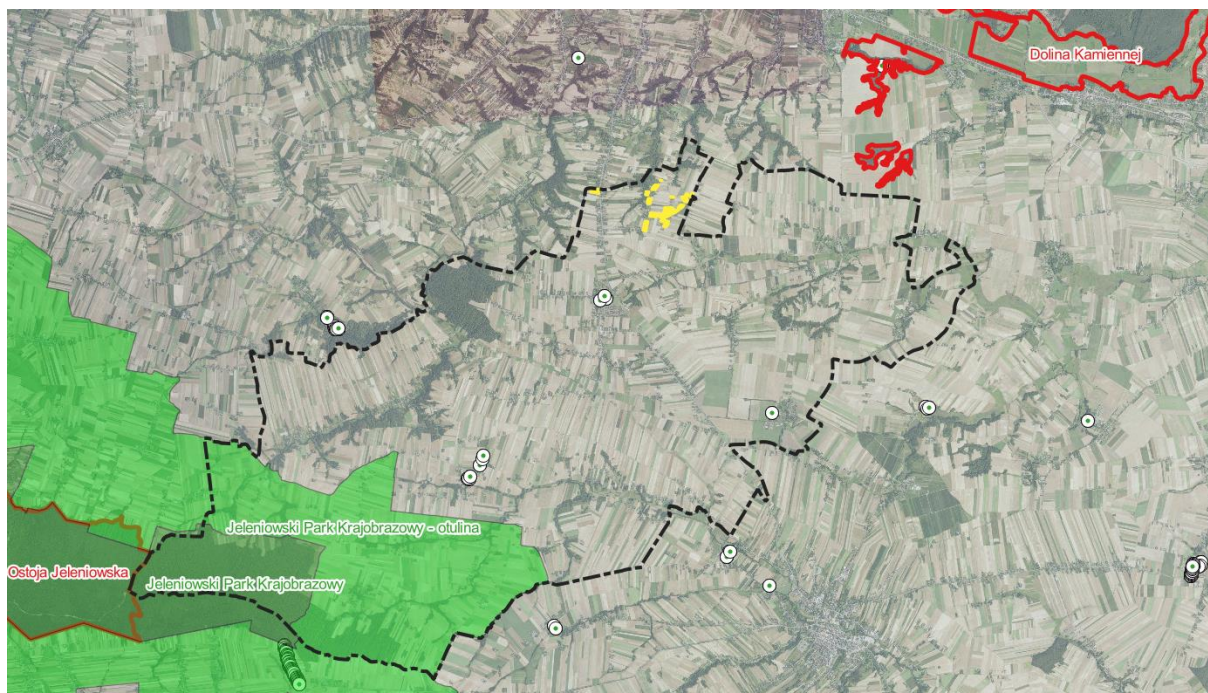 Dolina Kamiennej
Jeleniowski Park Krajobrazowy - otulina
Ostoja Jeleniowska
Jeleniowski Park Krajobrazowy